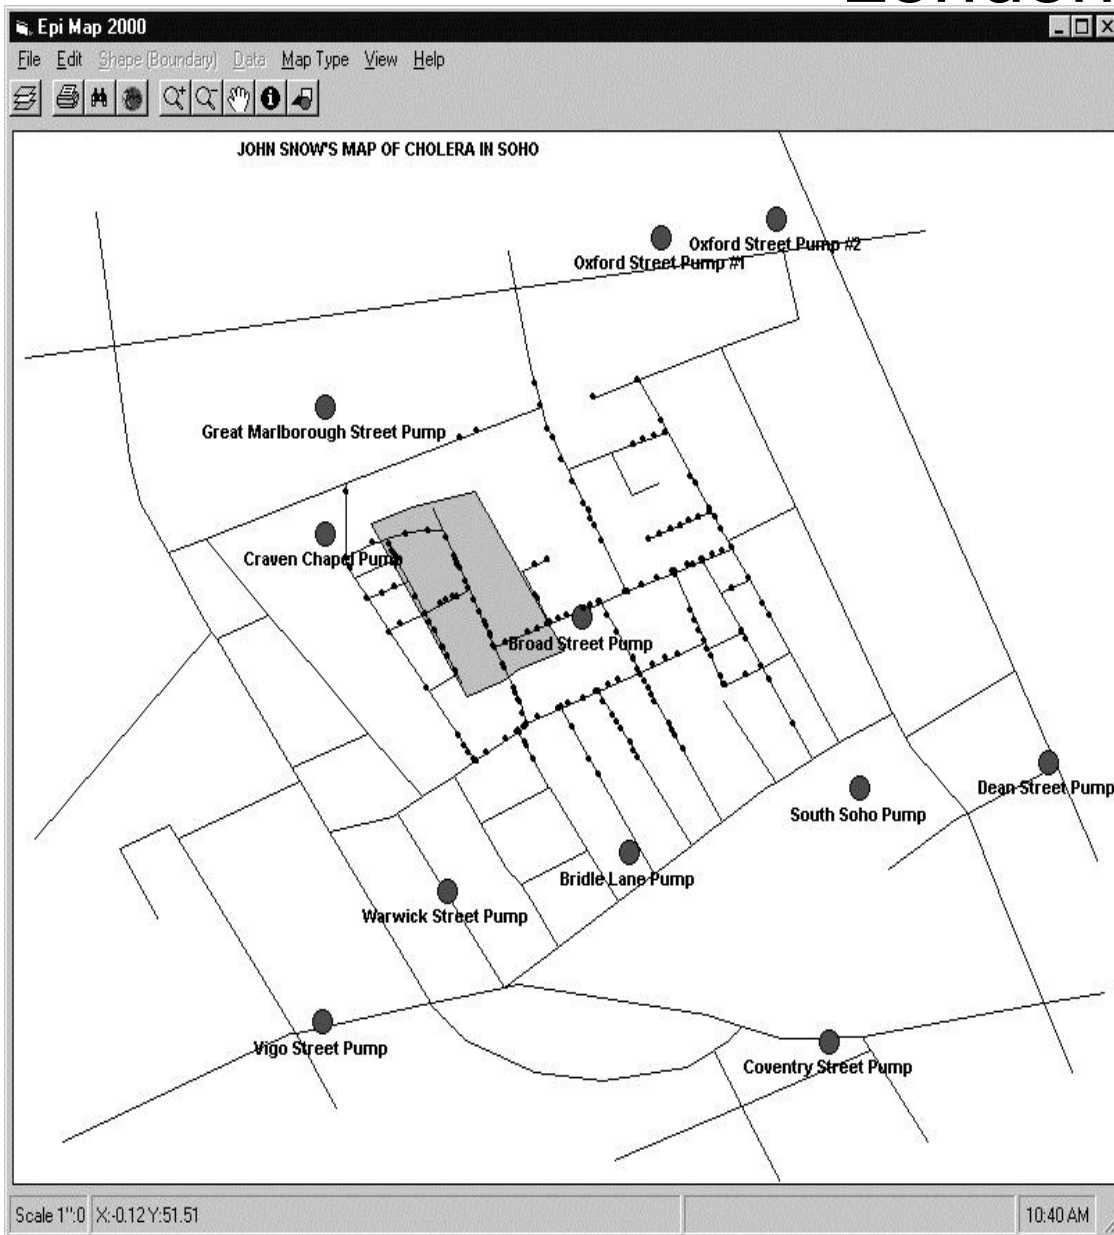 London
Epi Map 2000
File Edit Shape (Boundary) Data Map Type View Help
JOHN SNOW'S MAP OF CHOLERA IN SOHO
Oxford Street Pump #2
Oxford Street Pump #1
Great Marlborough Street Pump
Craven Chapel Pump
Broad Street Pump
Dean Street Pump
South Soho Pump
Bridle Lane Pump
Warwick Street Pump
Vigo Street Pump
Coventry Street Pump
Scale 1":0 X:-0.12 Y:51.51 10:40 AM